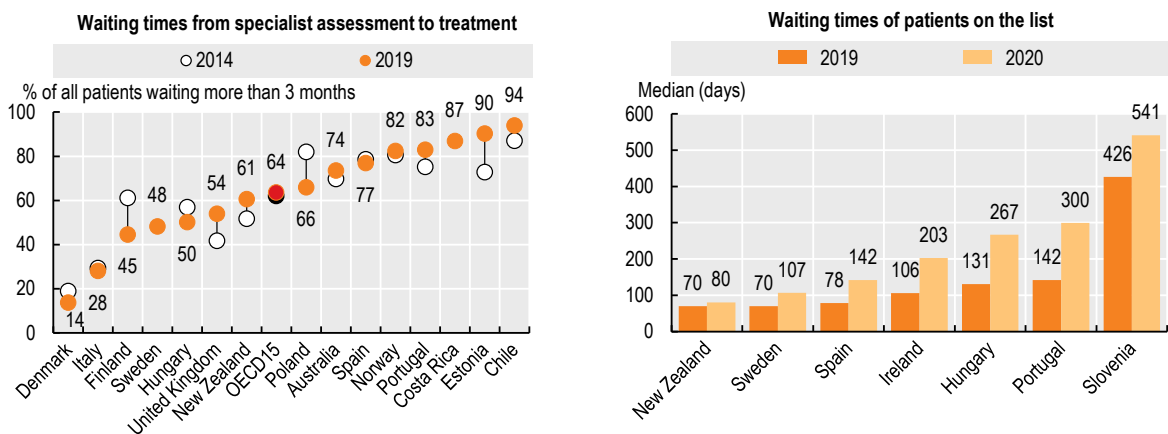 Waiting times from specialist assessment to treatment
2014
2019
% of all patients waiting more than 3 months
100
80
60
40
20
0
14
28
45
48
50
54
61
64
66
74
77
82
83
87
90
94
Denmark
Italy
Finland
Sweden
Hungary
United Kingdom
New Zealand
OECD15
Poland
Australia
Spain
Norway
Portugal
Costa Rica
Estonia
Chile
Waiting times of patients on the list
2019
2020
Median (days)
600
500
400
300
200
100
0
70
80
70
107
78
142
106
203
131
267
142
300
426
541
New Zealand
Sweden
Spain
Ireland
Hungary
Portugal
Slovenia